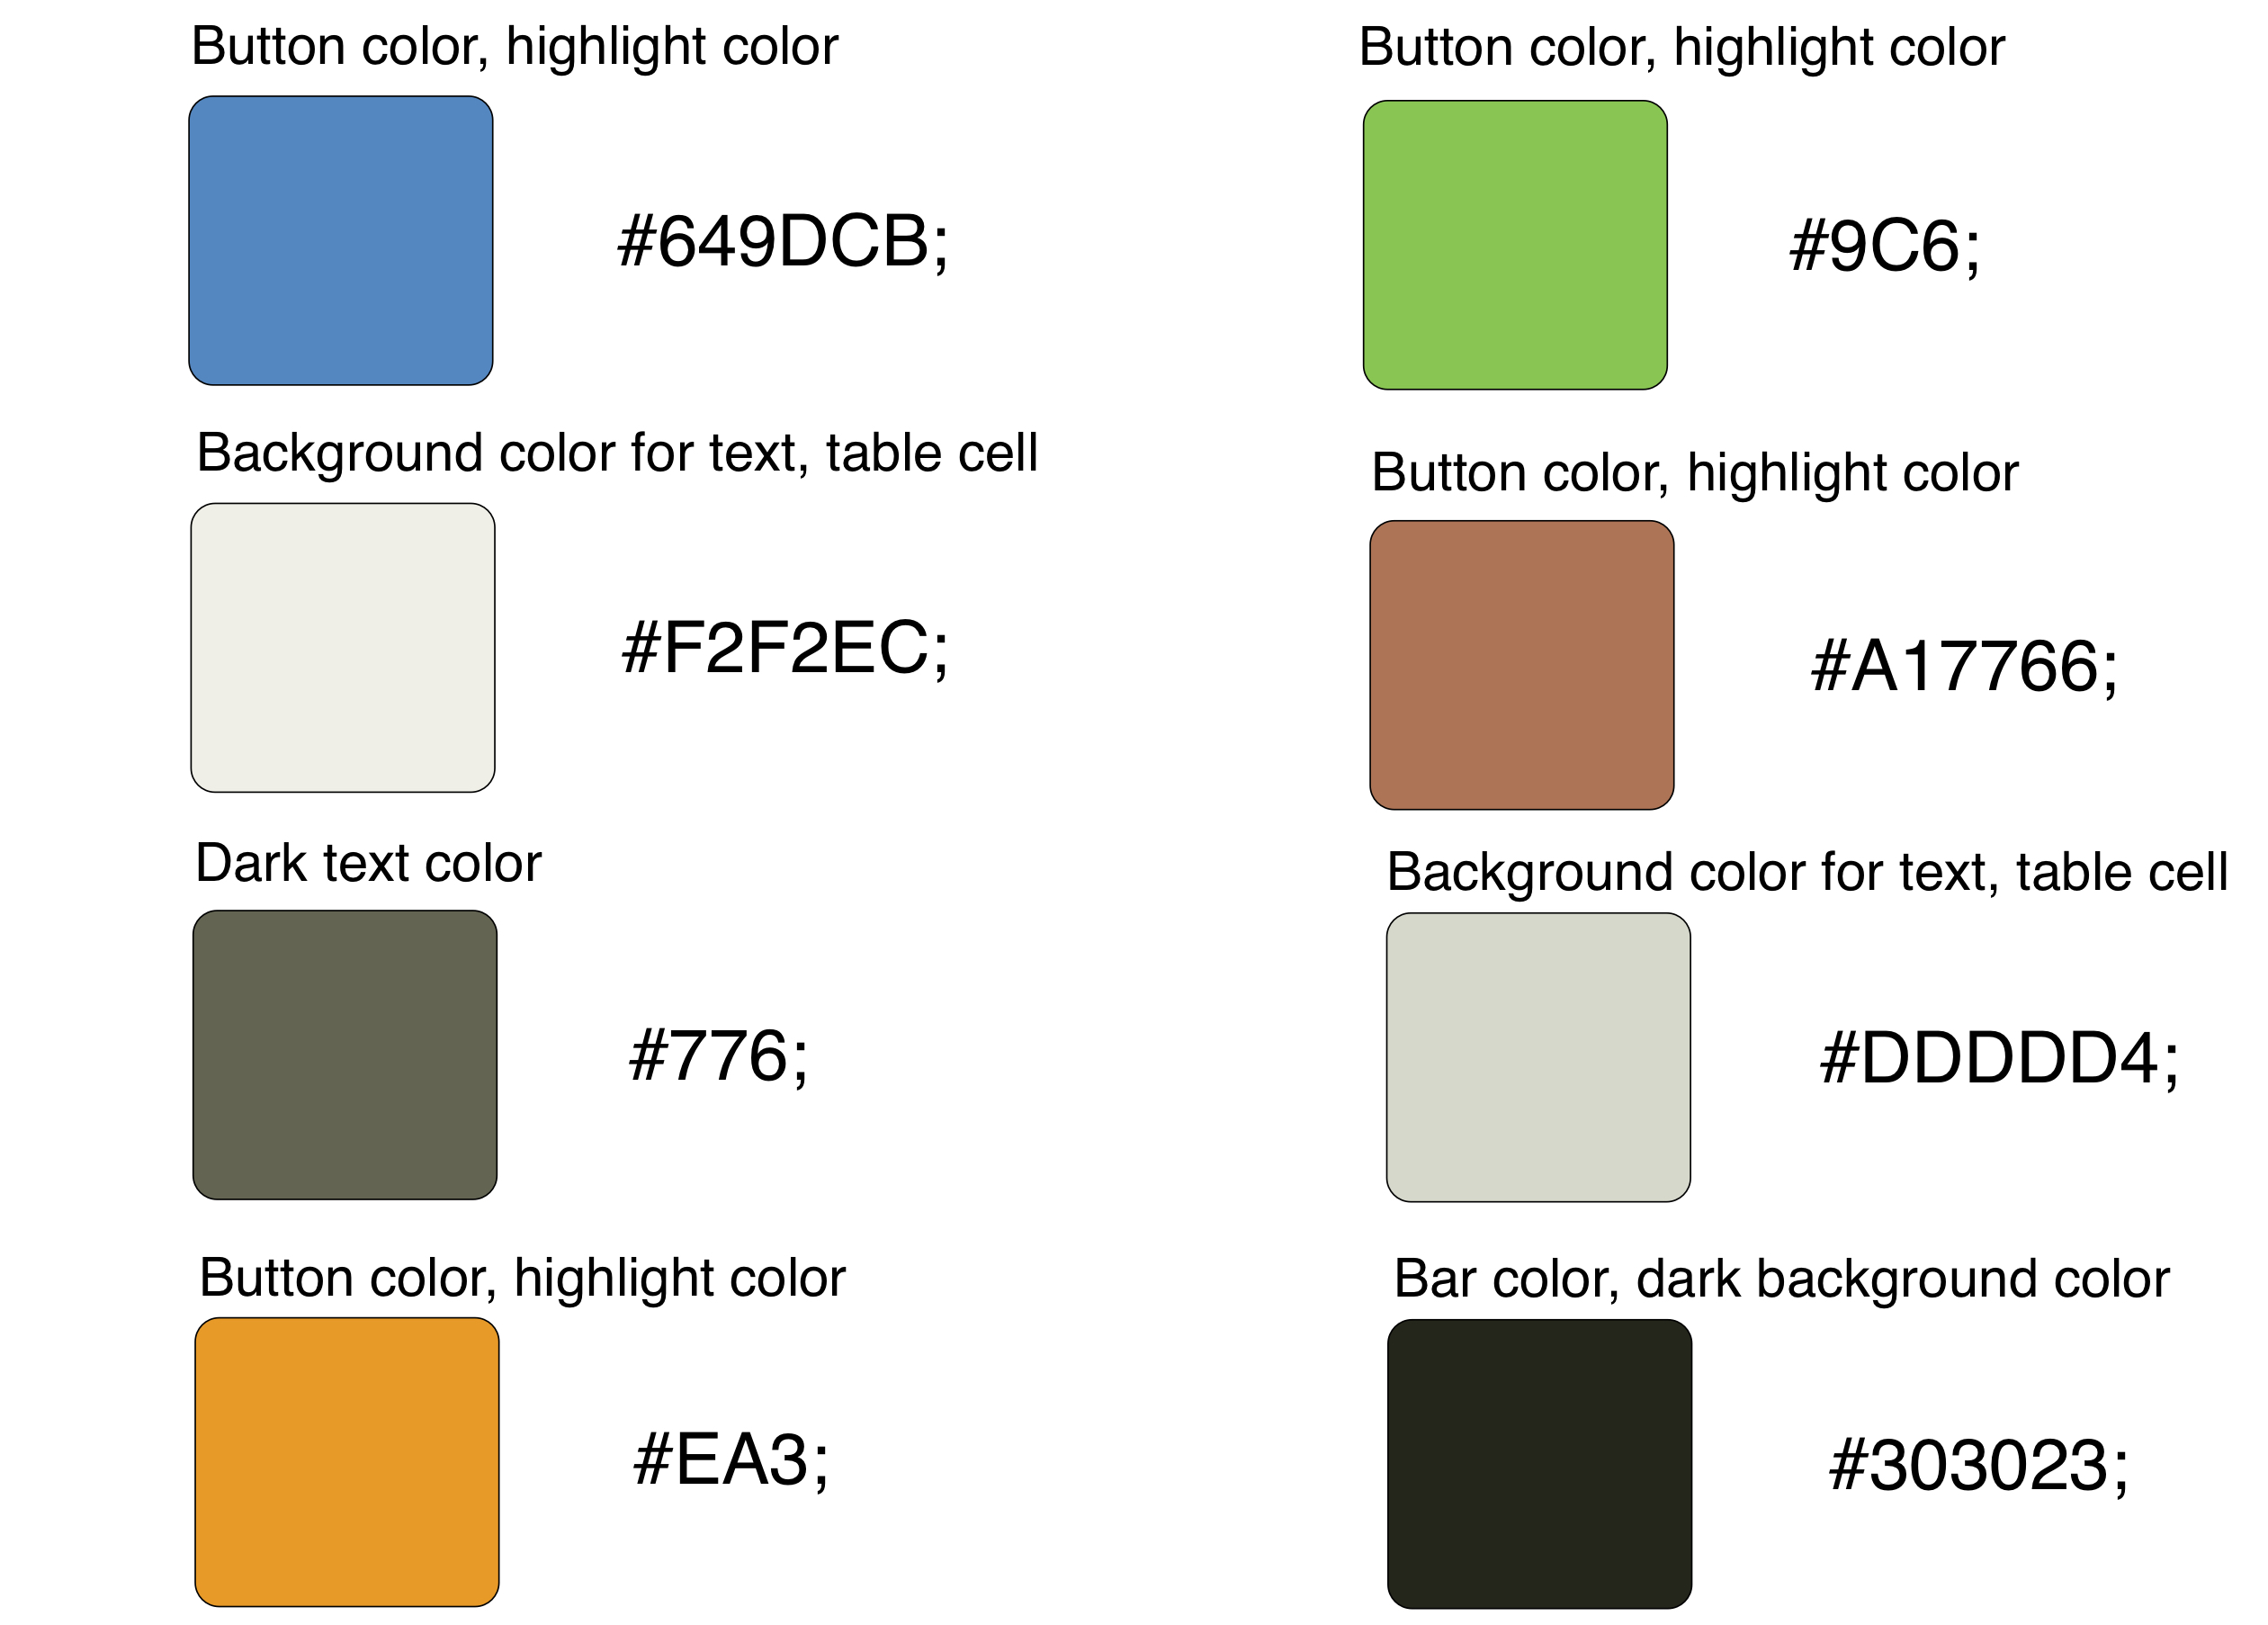 Button color, highlight color
#649DCB;
Background color for text, table cell
#F2F2EC;
Dark text color
#776;
Button color, highlight color
#EA3;
Button color, highlight color
#9C6;
Button color, highlight color
#A17766;
Background color for text, table cell
#DDDDD4;
Bar color, dark background color
#303023;